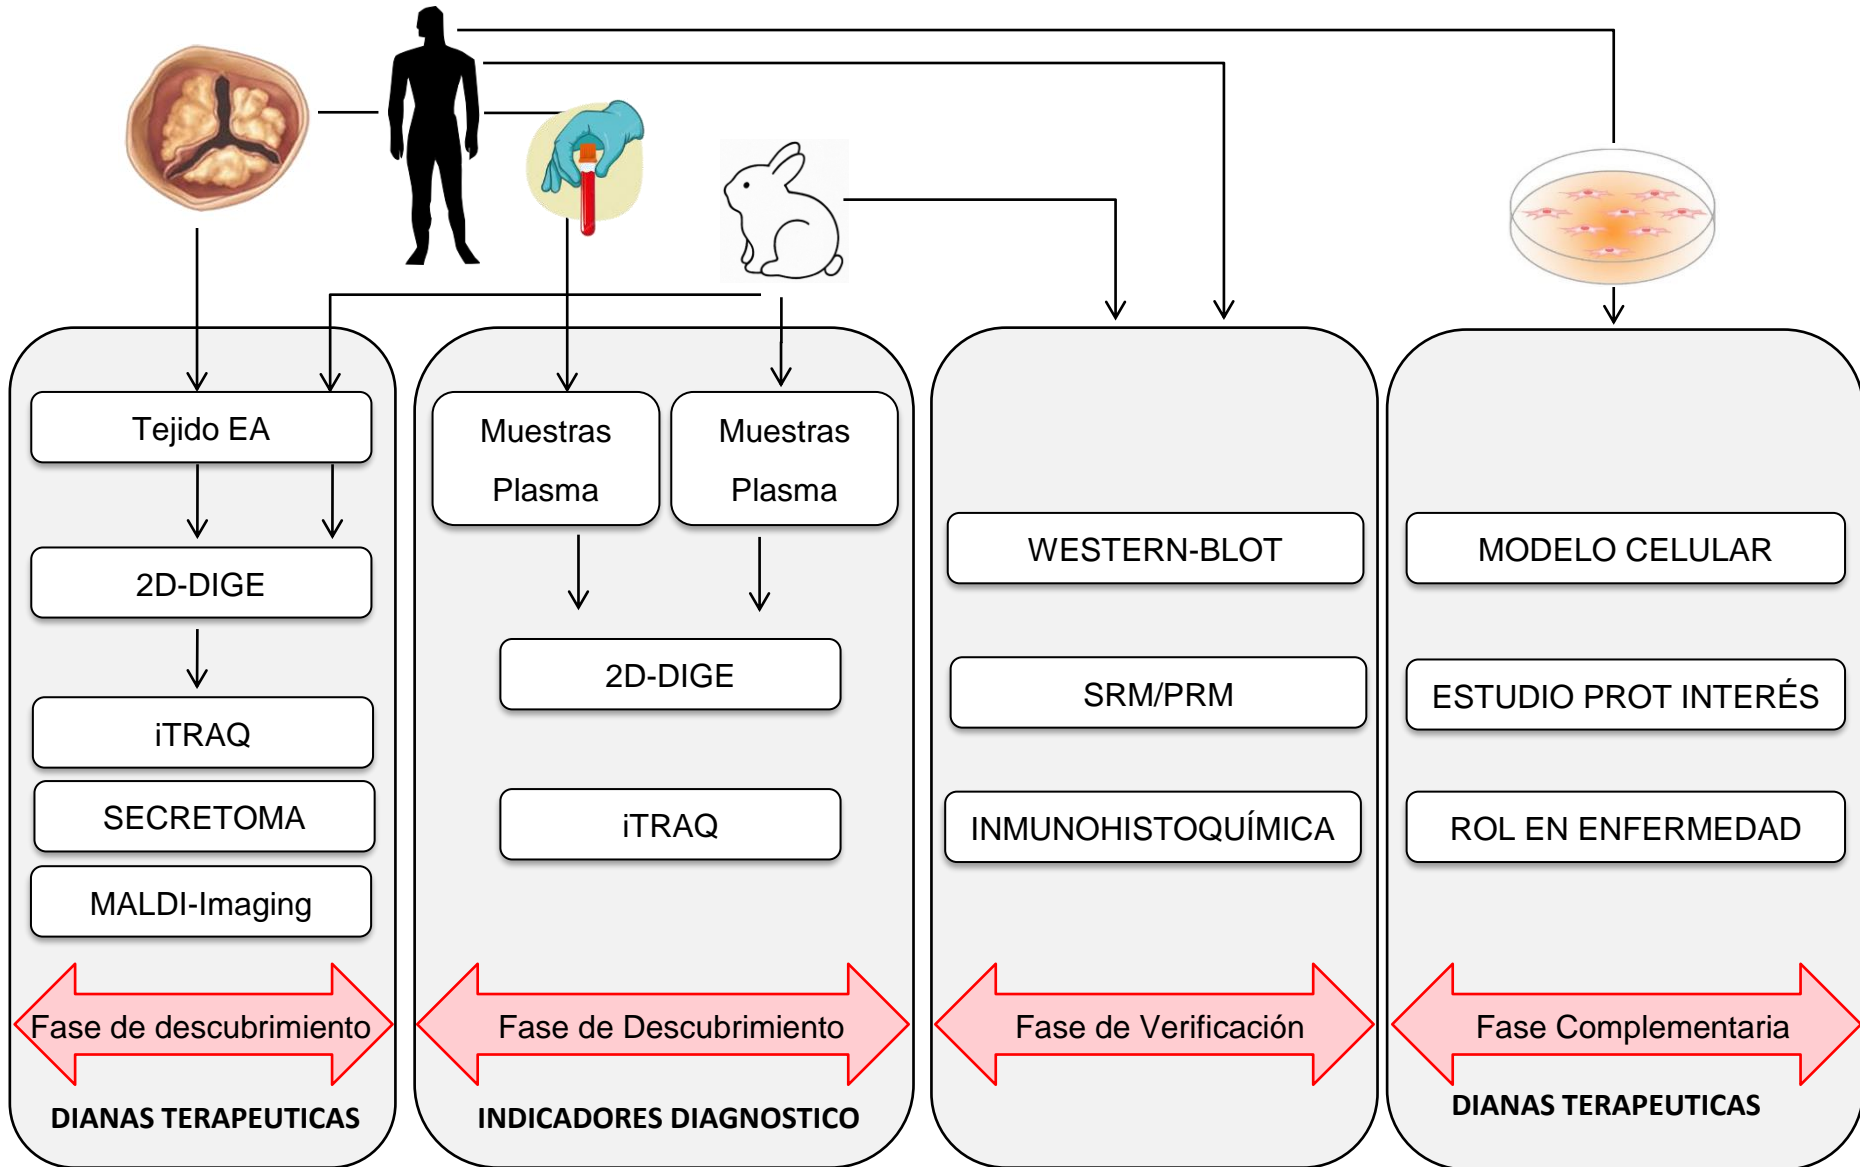 Tejido EA
2D-DIGE
iTRAQ
SECRETOMA
MALDI-Imaging
Fase de descubrimiento
DIANAS TERAPEUTICAS
Muestras
Plasma
Muestras
Plasma
2D-DIGE
iTRAQ
Fase de Descubrimiento
INDICADORES DIAGNOSTICO
WESTERN-BLOT
SRM/PRM
INMUNOHISTOQUÍMICA
Fase de Verificación
MODELO CELULAR
ESTUDIO PROT INTERÉS
ROL EN ENFERMEDAD
Fase Complementaria
DIANAS TERAPEUTICAS